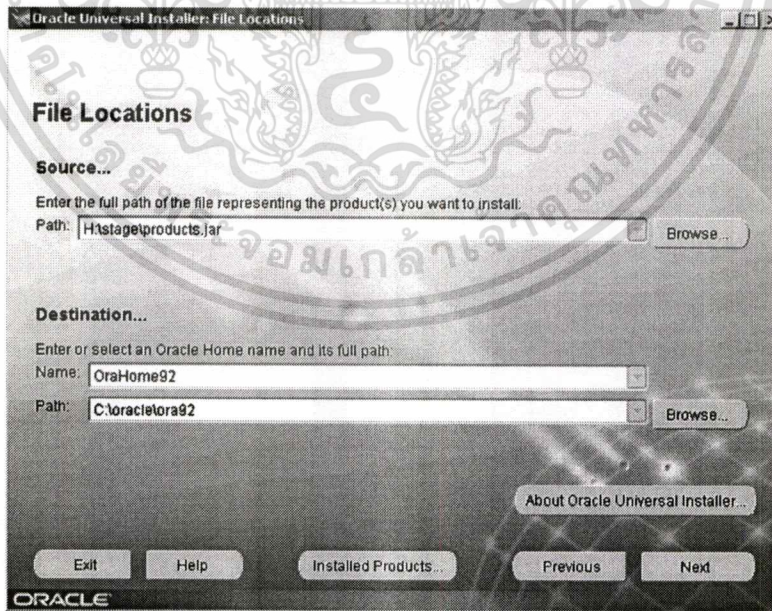 Oracle Universal Installer: File Locations
File Locations
Source...
Enter the full path of the file representing the product(s) you want to install:
Path: H:\stage\products.jar Browse...
Destination...
Enter or select an Oracle Home name and its full path:
Name: OraHome92
Path: C:\oracle\ora92 Browse...
About Oracle Universal Installer...
Exit Help Installed Products... Previous Next
ORACLE